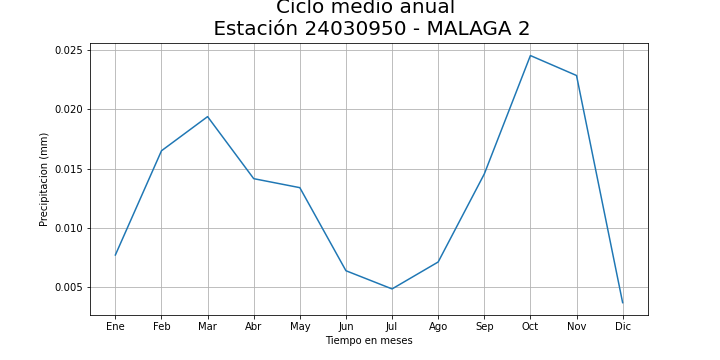 Ciclo medio anual
Estación 24030950 - MALAGA 2
0.025
0.020
0.015
0.010
0.005
Precipitacion (mm)
Ene Feb Mar Abr May Jun Jul Ago Sep Oct Nov Dic
Tiempo en meses